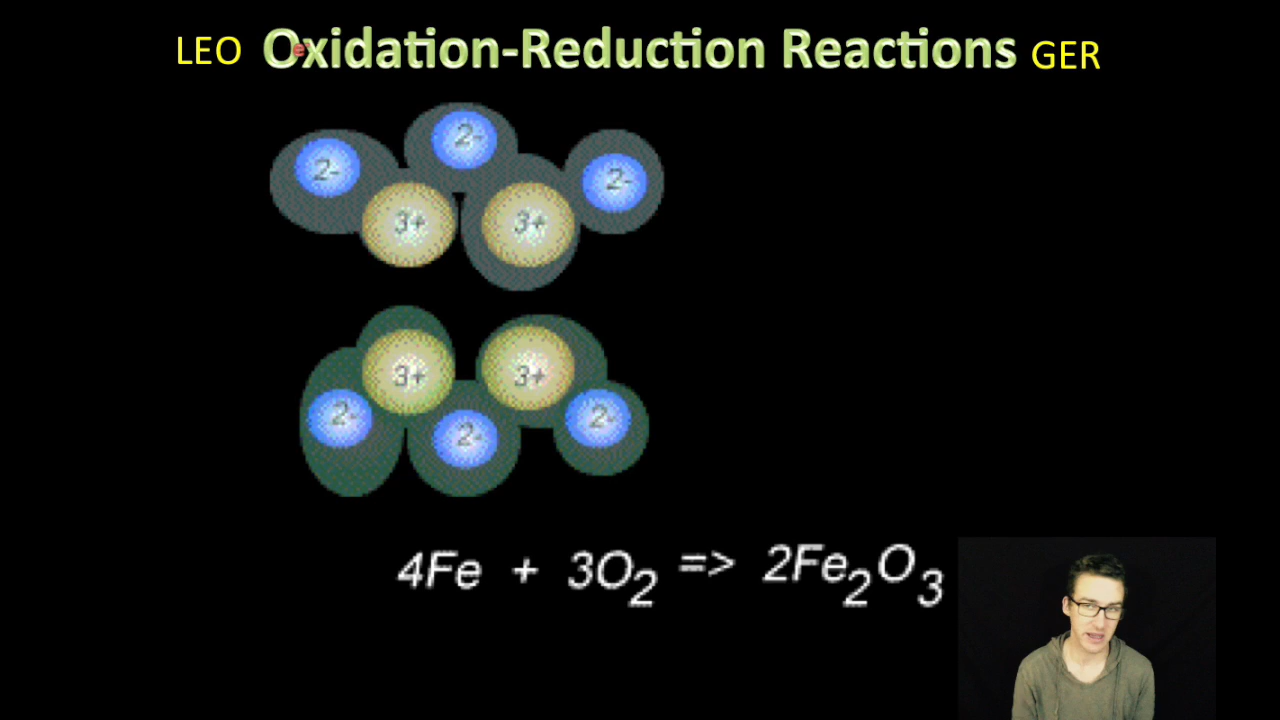 LEO Oxidation-Reduction Reactions GER
e
2-
2- 2-
3+ 3+
3+ 3+
2- 2- 2-
4Fe + 3O₂ => 2Fe₂O₃